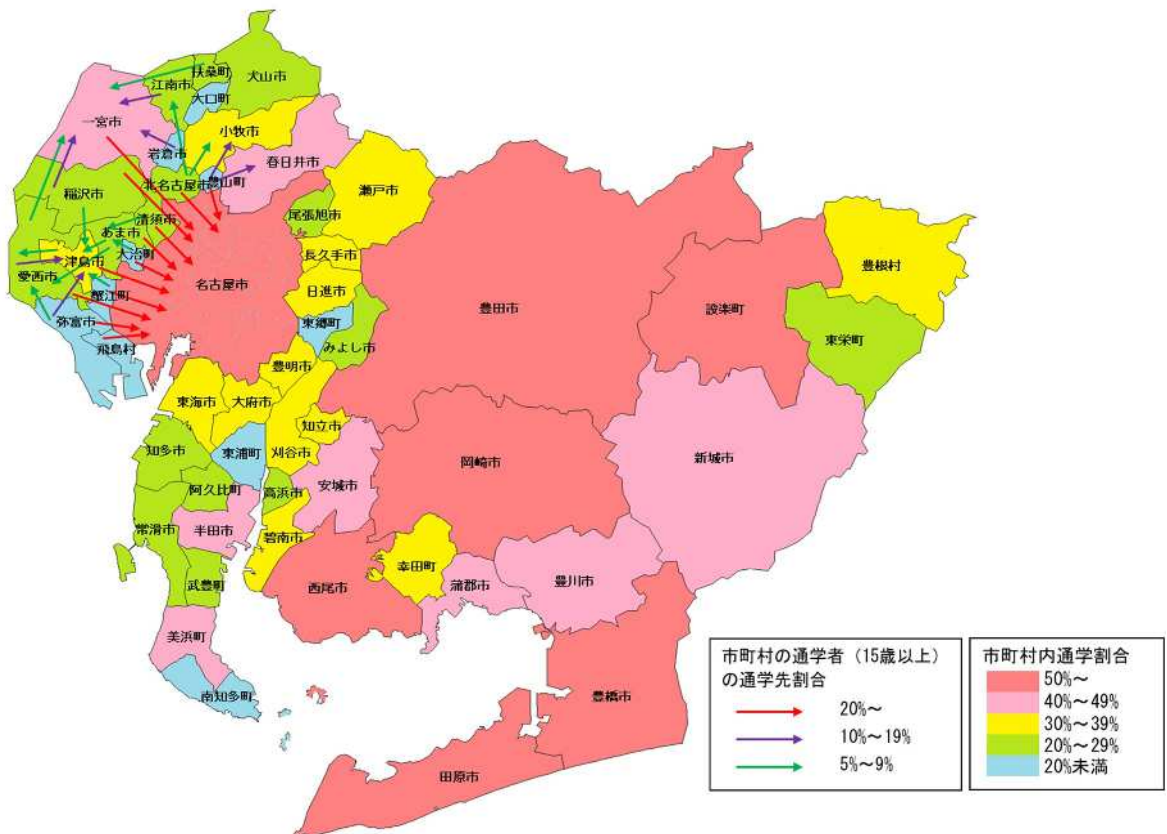 扶桑町
犬山市
江南市
大口町
一宮市
小牧市
岩倉市
春日井市
北名古屋市
豊山町
瀬戸市
稲沢市
尾張旭市
清須市
あま市
大治町
津島市
長久手市
愛西市
名古屋市
日進市
蟹江町
豊田市
設楽町
豊根村
弥富市
東郷町
東栄町
飛島村
みよし市
豊明市
東海市
大府市
知立市
知多市
東浦町
刈谷市
岡崎市
新城市
安城市
阿久比町
高浜市
常滑市
半田市
碧南市
幸田町
武豊町
西尾市
蒲郡市
豊川市
美浜町
南知多町
豊橋市
田原市
市町村の通学者（15歳以上）
の通学先割合
20%～
10%～19%
5%～9%
市町村内通学割合
50%～
40%～49%
30%～39%
20%～29%
20%未満